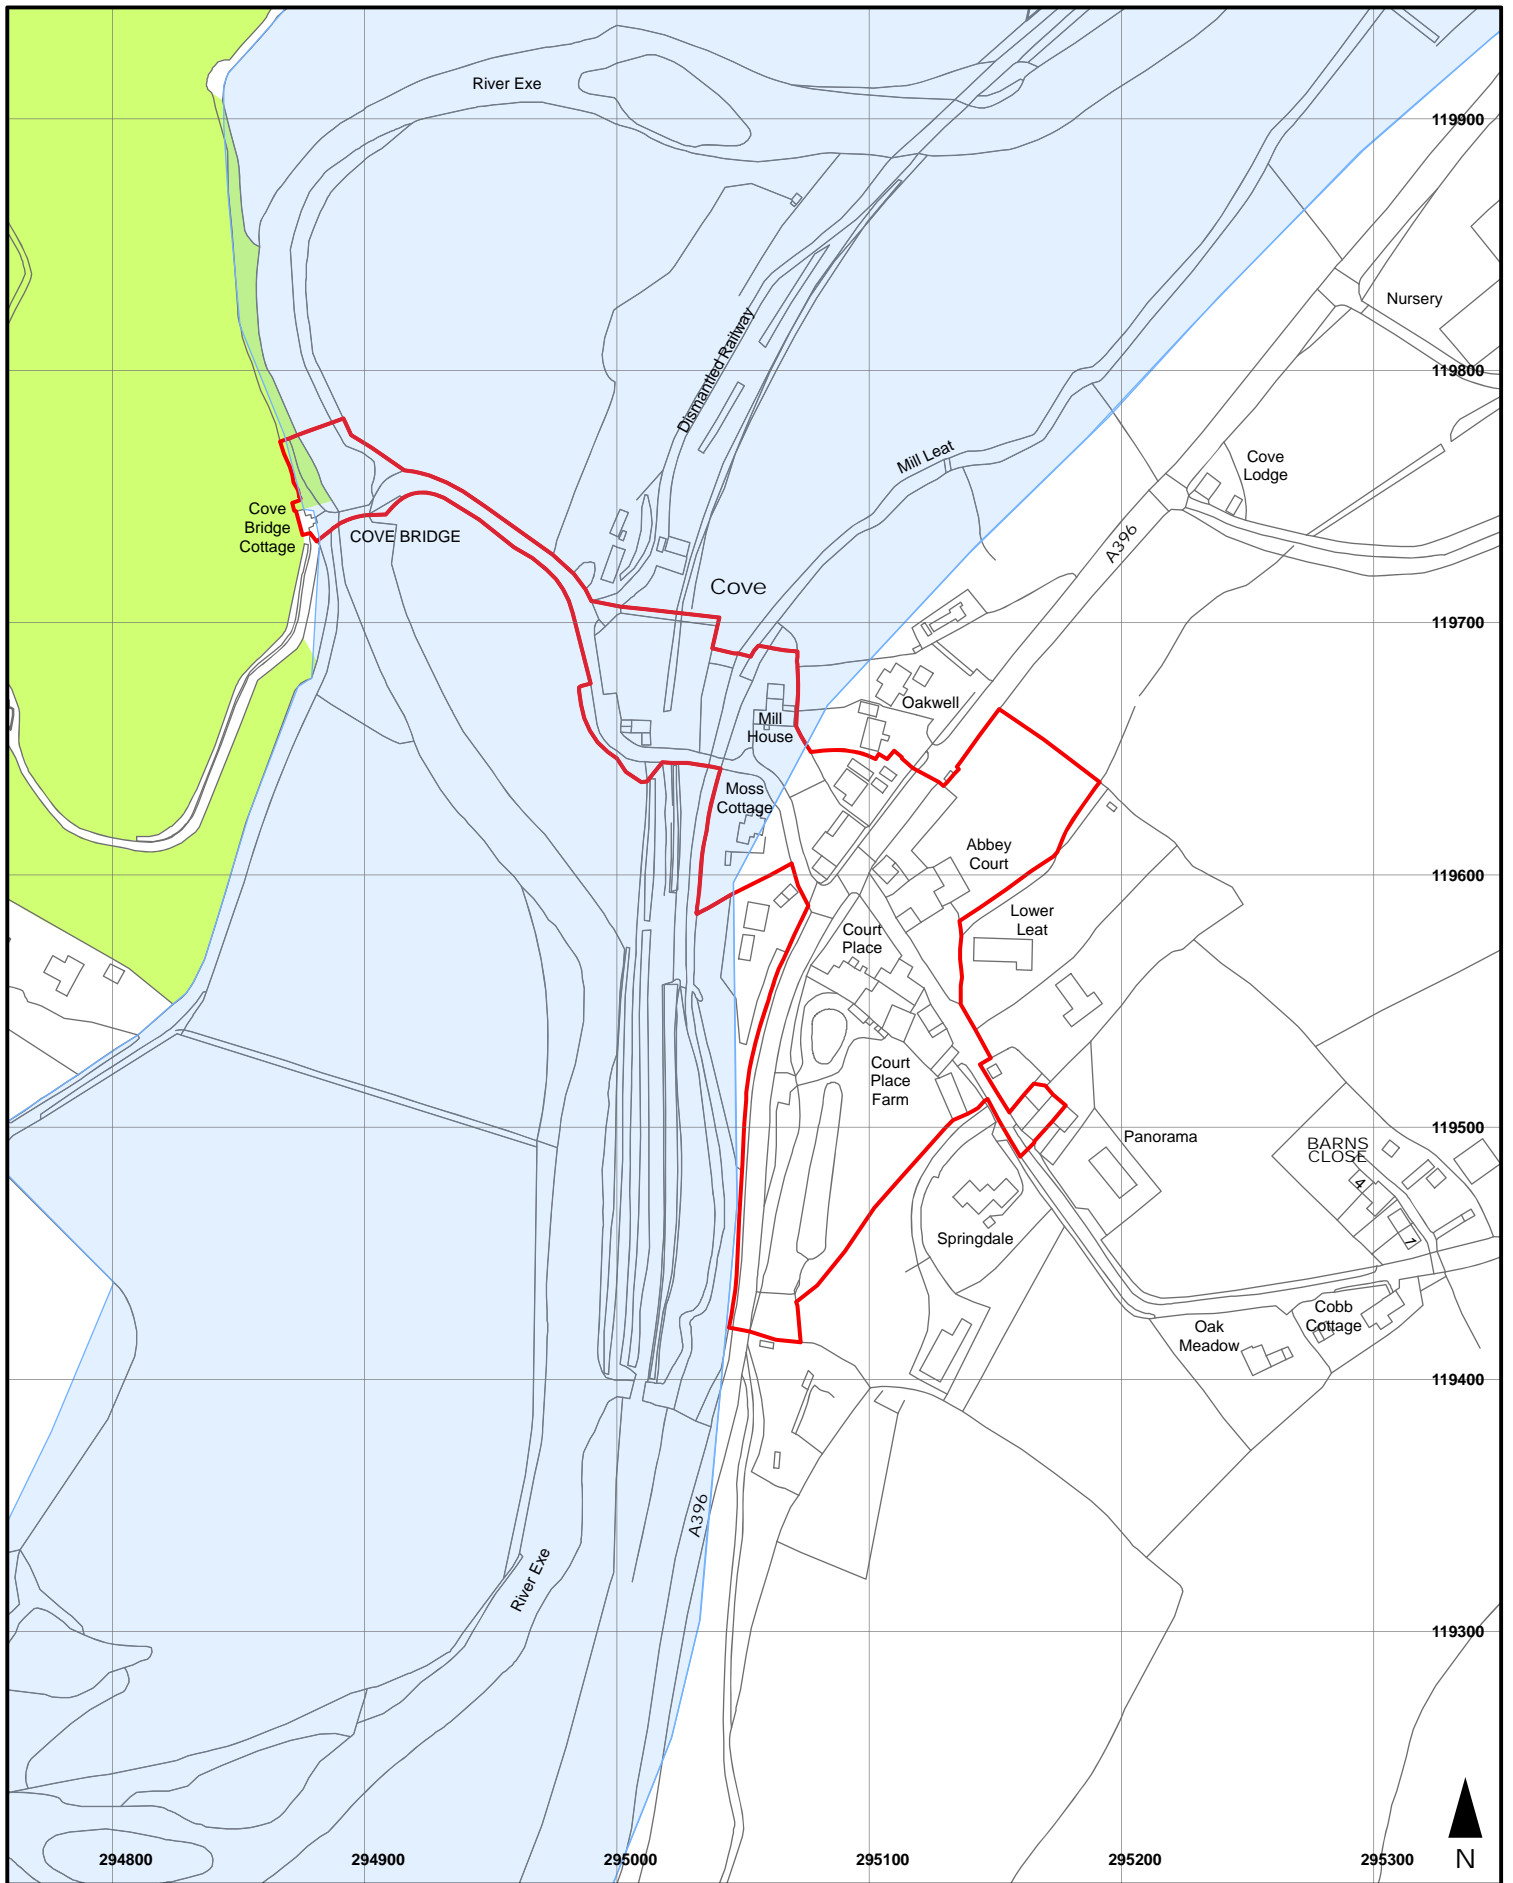 River Exe
119900
Nursery
Dismantled Railway
119800
Mill Leat
Cove
Lodge
Cove
Bridge
Cottage
COVE BRIDGE
A396
Cove
119700
Oakwell
Mill
House
Moss
Cottage
Abbey
Court
119600
Lower
Leat
Court
Place
Court
Place
Farm
119500
Panorama
BARNS
CLOSE
4
1
Springdale
Cobb
Cottage
Oak
Meadow
119400
A396
River Exe
119300
294800
294900
295000
295100
295200
295300
N